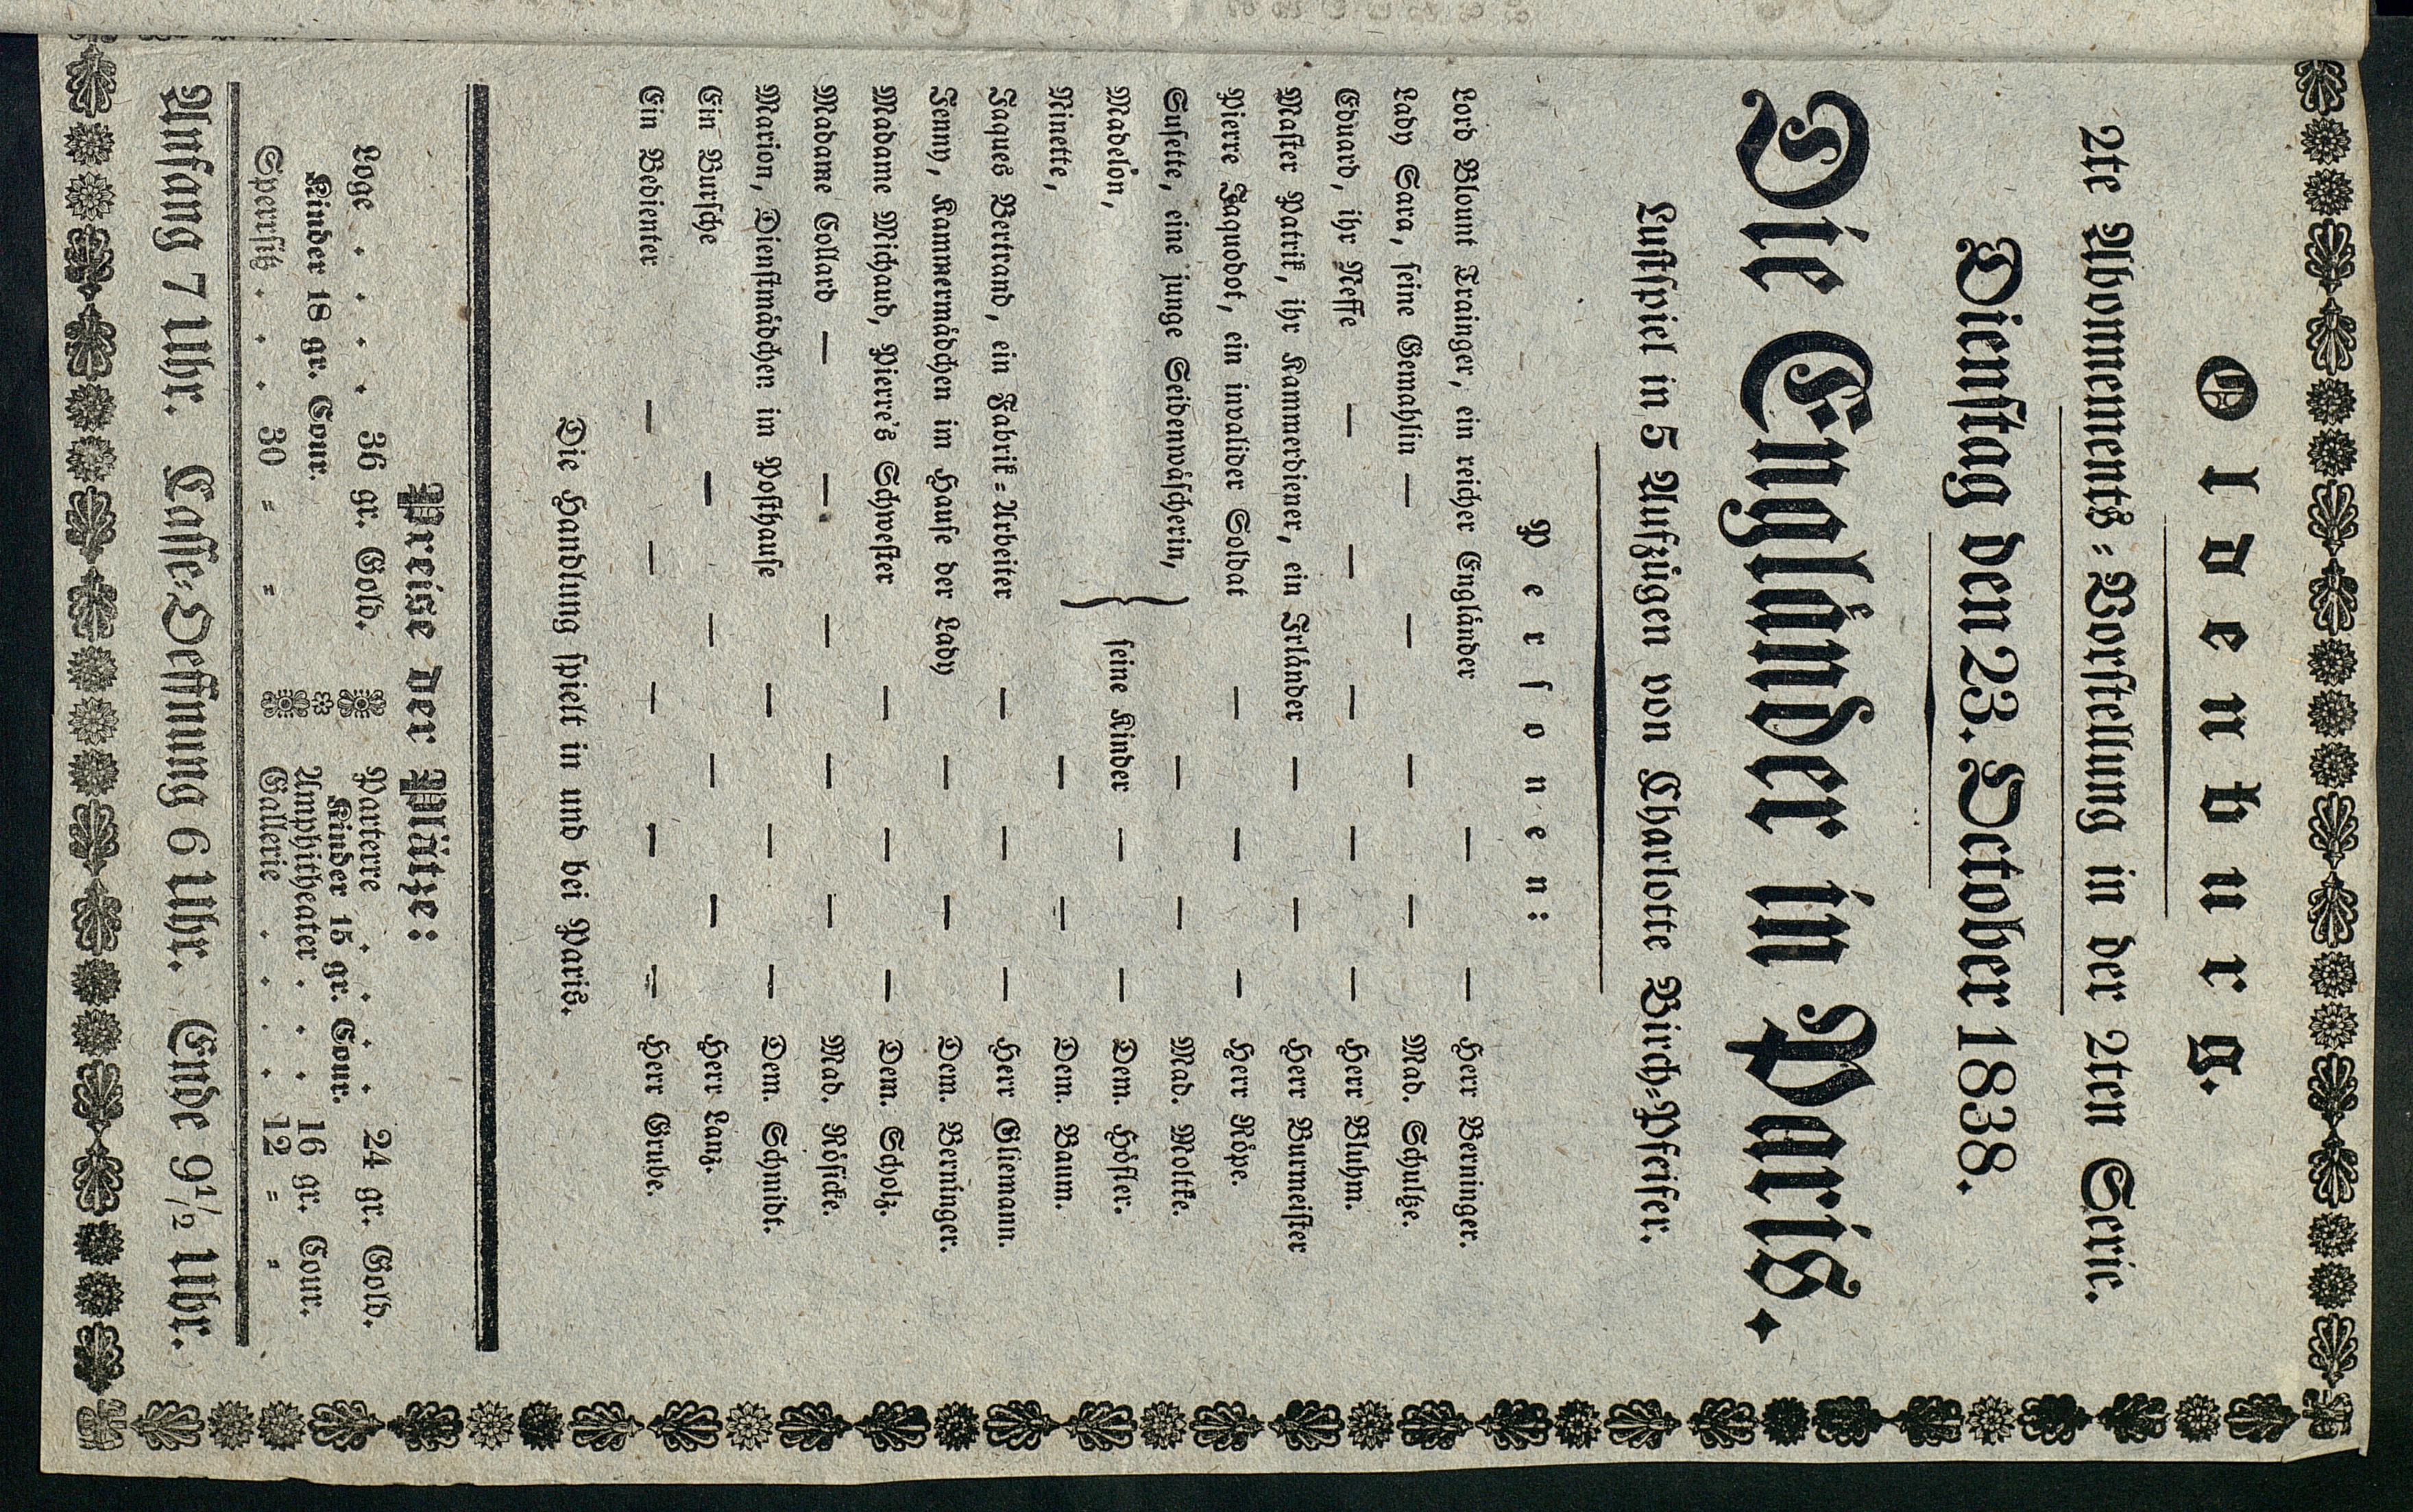 Oldenburg.
2te Abonnements=Vorstellung in der 2ten Serie.
Dienstag den 23. October 1838.
Die Engländer in Paris.
Lustspiel in 5 Aufzügen von Charlotte Birch=Pfeifer.
Personen:
Lord Blount Trainger, ein reicher Engländer — — Herr Berninger.
Lady Sara, seine Gemahlin — — — — Mad. Schultze.
Eduard, ihr Neffe — — — — — Herr Bluhm.
Master Patrik, ihr Kammerdiener, ein Irländer — — Herr Burmeister
Pierre Jaquodot, ein invalider Soldat — — — Herr Röpe.
Susette, eine junge Seidenwäscherin, — — Mad. Moltke.
Madelon, } seine Kinder — — Dem. Höfler.
Ninette, — — Dem. Baum.
Jaques Bertrand, ein Fabrik=Arbeiter — — — Herr Gliemann.
Jenny, Kammermädchen im Hause der Lady — — Dem. Berninger.
Madame Michaud, Pierre's Schwester — — — Dem. Scholz.
Madame Collard — — — — — Mad. Rösicke.
Marion, Dienstmädchen im Posthause — — — Dem. Schmidt.
Ein Bursche — — — — Herr Lanz.
Ein Bedienter — — — — — Herr Grube.
Die Handlung spielt in und bei Paris.
Preise der Plätze:
Loge . . . . 36 gr. Gold.
Kinder 18 gr. Cour.
Sperrsitz . . . 30 = =
Parterre . . . . 24 gr. Gold.
Kinder 15 gr. Cour.
Amphitheater . . . 16 gr. Cour.
Gallerie . . . . 12 = =
Anfang 7 Uhr. Casse=Oeffnung 6 Uhr. Ende 9 1/2 Uhr.